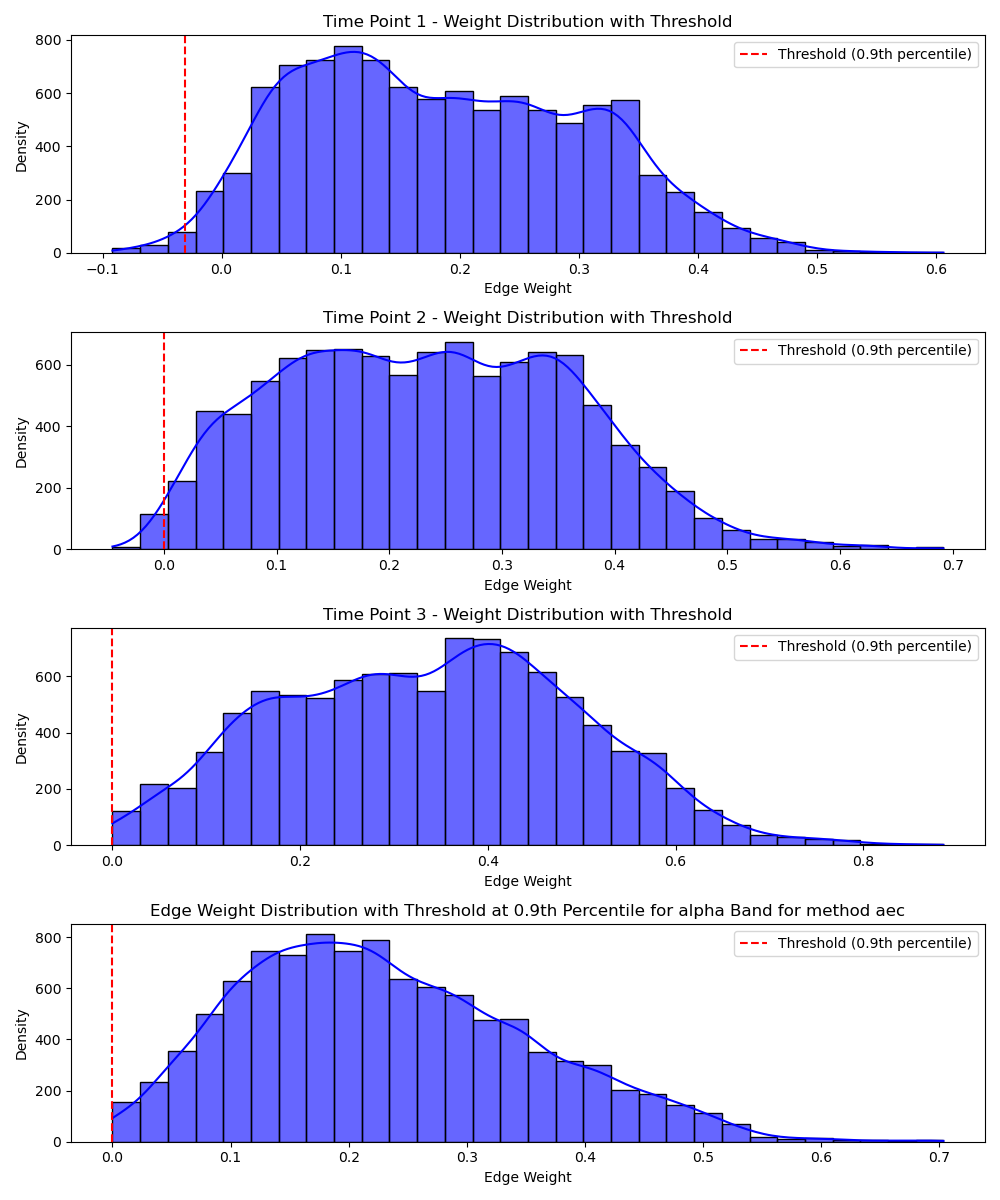 Time Point 1 - Weight Distribution with Threshold
Threshold (0.9th percentile)
Density
800
600
400
200
0
−0.1 0.0 0.1 0.2 0.3 0.4 0.5 0.6
Edge Weight
Time Point 2 - Weight Distribution with Threshold
Threshold (0.9th percentile)
Density
600
400
200
0
0.0 0.1 0.2 0.3 0.4 0.5 0.6 0.7
Edge Weight
Time Point 3 - Weight Distribution with Threshold
Threshold (0.9th percentile)
Density
600
400
200
0
0.0 0.2 0.4 0.6 0.8
Edge Weight
Edge Weight Distribution with Threshold at 0.9th Percentile for alpha Band for method aec
Threshold (0.9th percentile)
Density
800
600
400
200
0
0.0 0.1 0.2 0.3 0.4 0.5 0.6 0.7
Edge Weight